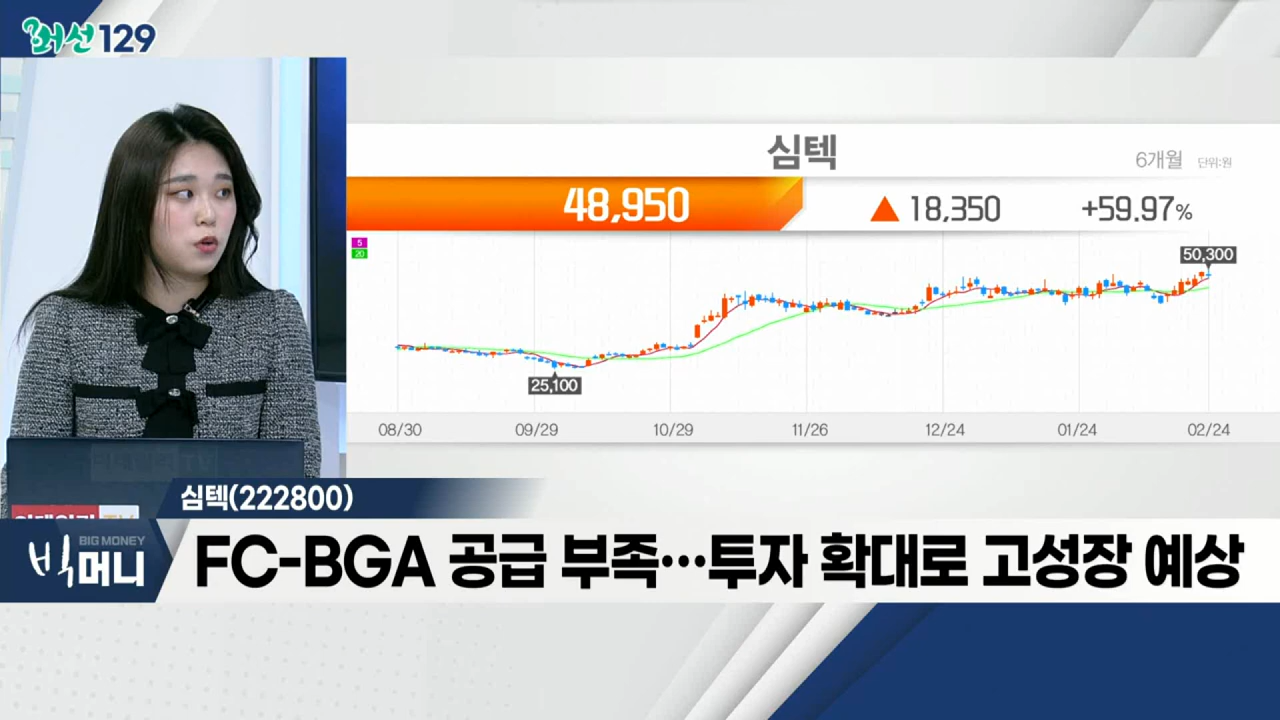 머선129
심텍
6개월 단위:원
48,950 ▲ 18,350 +59.97%
5
20
50,300
25,100
08/30 09/29 10/29 11/26 12/24 01/24 02/24
심텍(222800)
BIG MONEY
빅머니
FC-BGA 공급 부족…투자 확대로 고성장 예상